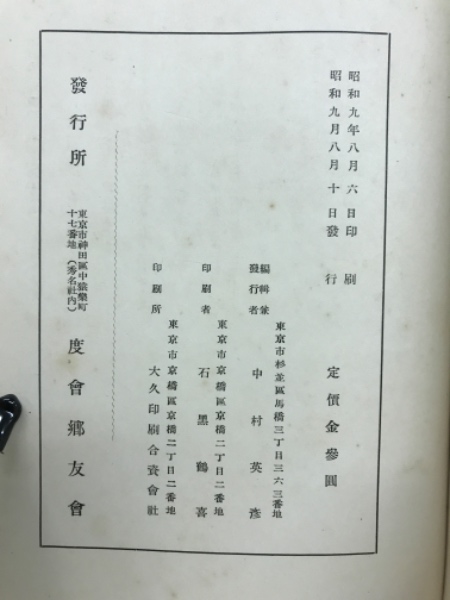 昭和九年八月六日印刷
昭和九月八月十日發行
定價金參圓
編輯兼
發行者
東京市杉並區馬橋三丁目三六三番地
中村英彦
印刷者
東京市京橋區京橋二丁目二番地
石黑鶴喜
印刷所
東京市京橋區京橋二丁目二番地
大久印刷合資會社
發行所
東京市神田區中猿樂町
十七番地(秀名社內)
度會鄉友會